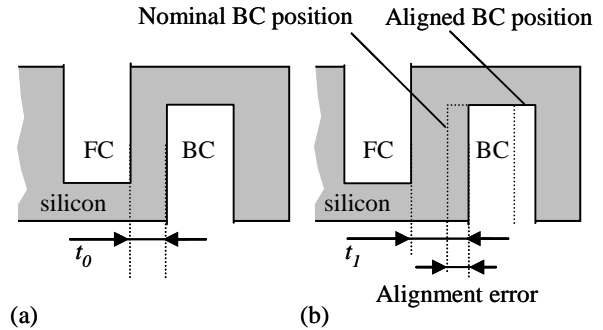 Nominal BC position
Aligned BC position
FC
BC
silicon
t0
(a)
FC
BC
silicon
t1
Alignment error
(b)